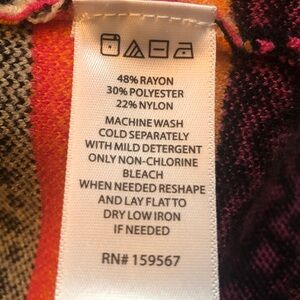 48% RAYON
30% POLYESTER
22% NYLON
MACHINE WASH
COLD SEPARATELY
WITH MILD DETERGENT
ONLY NON-CHLORINE
BLEACH
WHEN NEEDED RESHAPE
AND LAY FLAT TO
DRY LOW IRON
IF NEEDED
RN# 159567